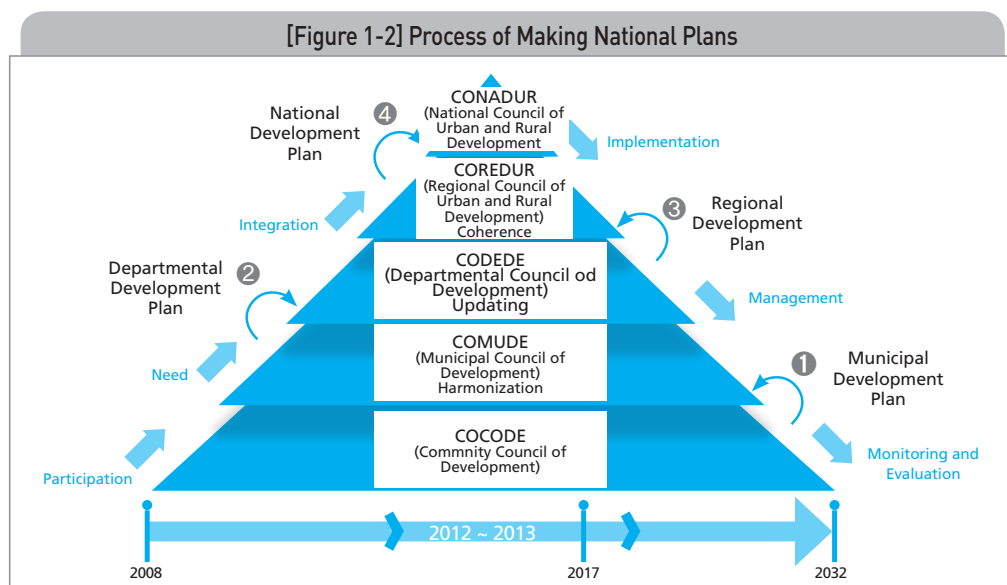 [Figure 1-2] Process of Making National Plans
CONADUR
(National Council of
Urban and Rural
Development
National
Development
Plan
4
Implementation
COREDUR
(Regional Council of
Urban and Rural
Development)
Coherence
Integration
3
Regional
Development
Plan
CODEDE
(Departmental Council od
Development)
Updating
Departmental
Development
Plan
2
Management
COMUDE
(Municipal Council of
Development)
Harmonization
Need
1
Municipal
Development
Plan
COCODE
(Commnity Council of
Development)
Participation
Monitoring and
Evaluation
2012 ~ 2013
2008
2017
2032